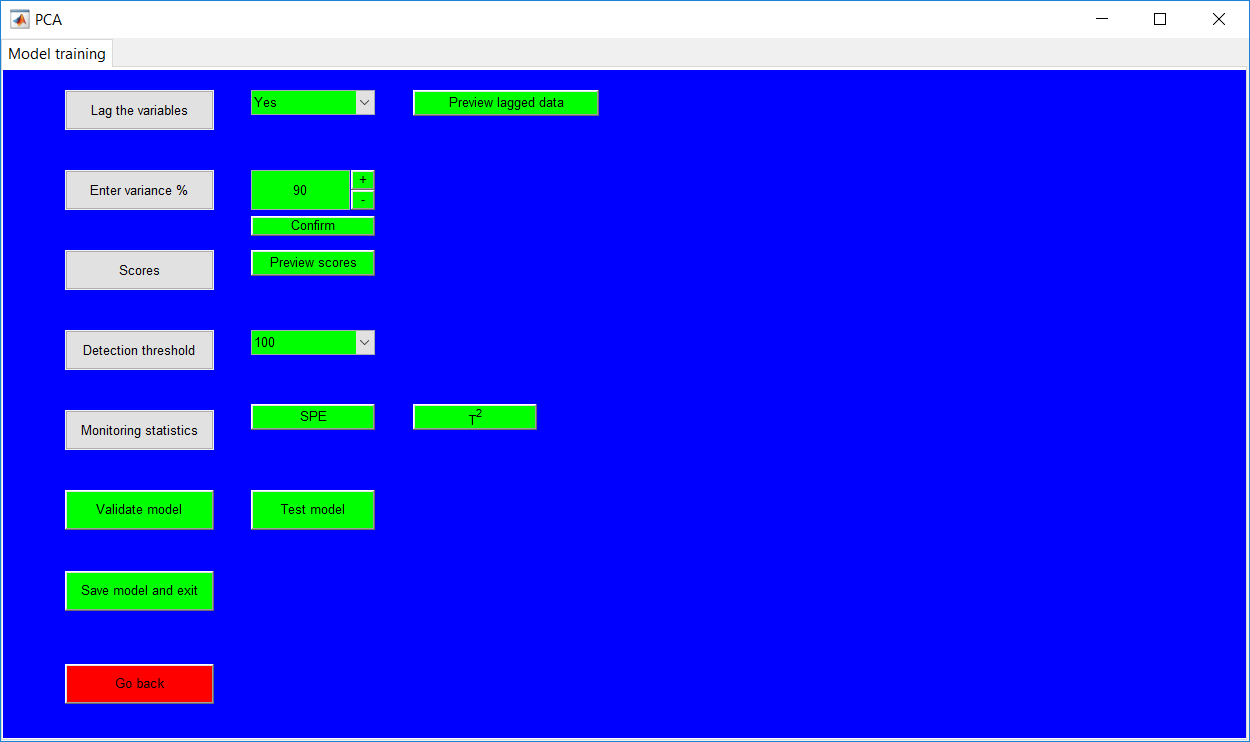 PCA
Model training
Lag the variables
Yes
Preview lagged data
Enter variance %
90
+
-
Confirm
Scores
Preview scores
Detection threshold
100
Monitoring statistics
SPE
T²
Validate model
Test model
Save model and exit
Go back